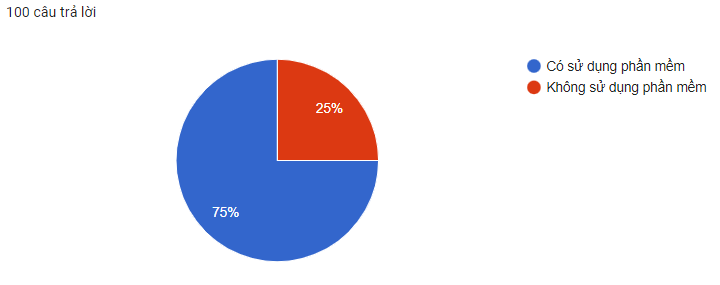 100 câu trả lời
Có sử dụng phần mềm
Không sử dụng phần mềm
25%
75%